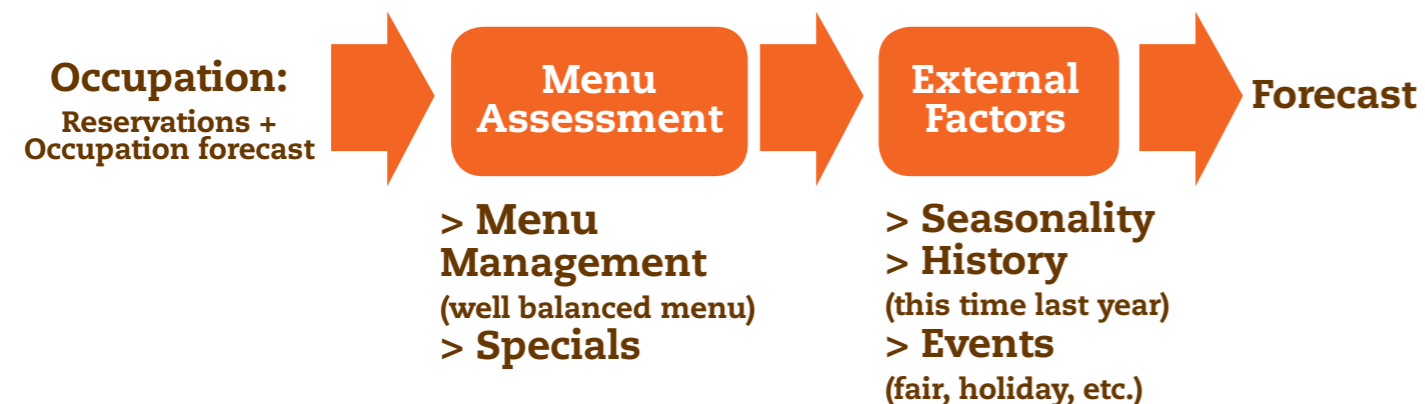 Occupation:
Reservations +
Occupation forecast
Menu
Assessment
> Menu
Management
(well balanced menu)
> Specials
External
Factors
> Seasonality
> History
(this time last year)
> Events
(fair, holiday, etc.)
Forecast